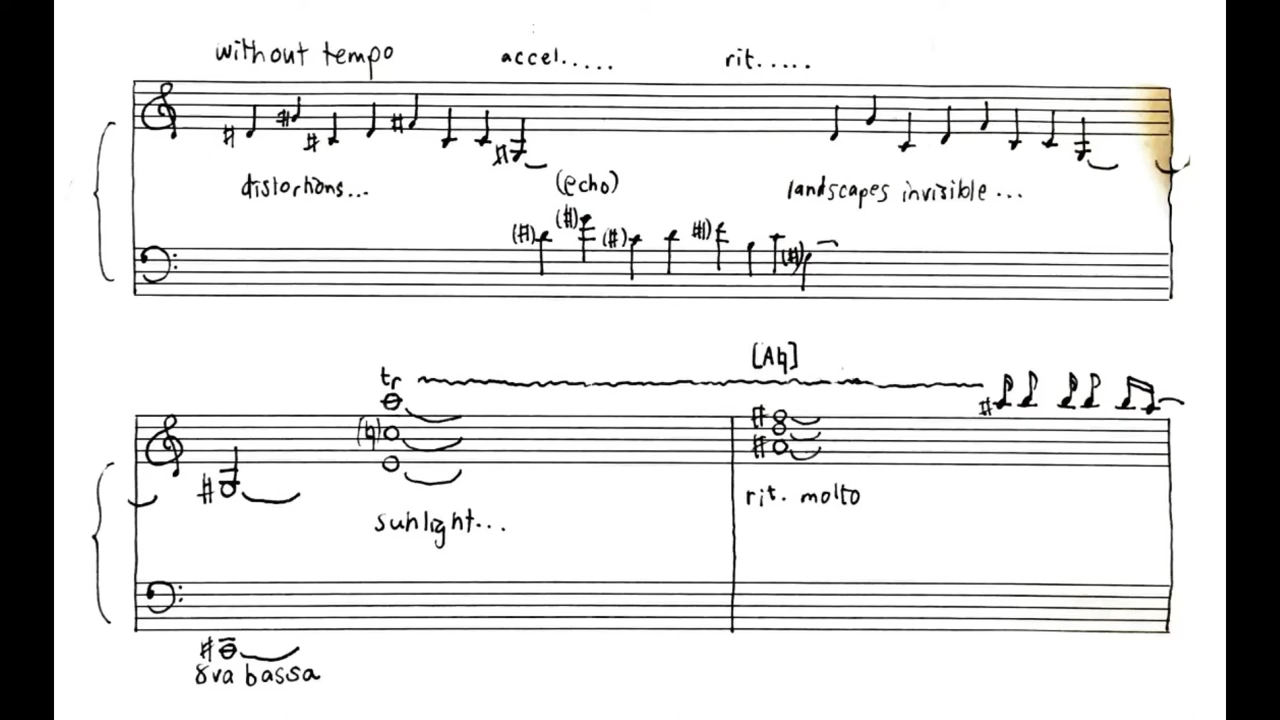 without tempo accel..... rit.....
distortions... (echo) landscapes invisible...
[A♮]
tr
rit. molto
sunlight...
8va bassa